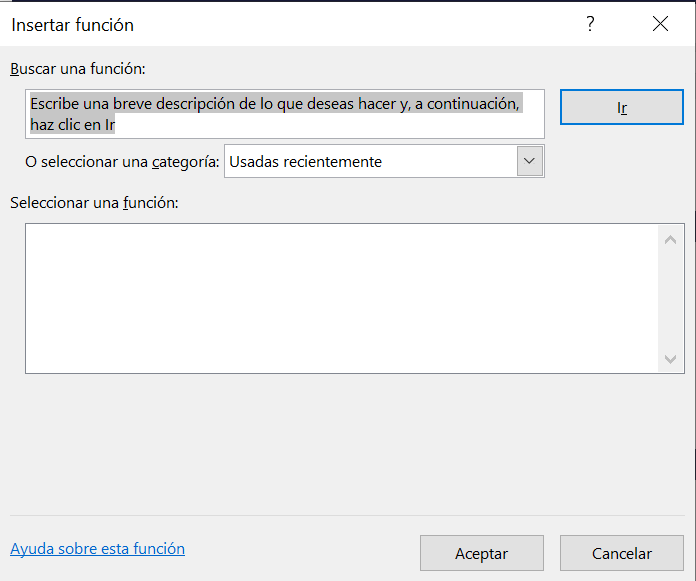 Insertar función
?
Buscar una función:
Escribe una breve descripción de lo que deseas hacer y, a continuación,
haz clic en Ir
Ir
O seleccionar una categoría: Usadas recientemente
Seleccionar una función:
Ayuda sobre esta función
Aceptar
Cancelar